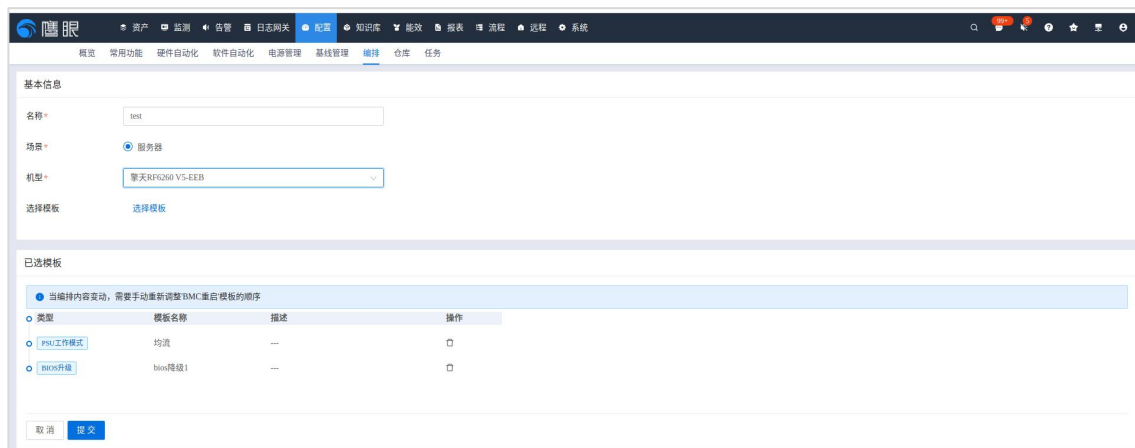 鹰眼 资产 监测 告警 日志网关 配置 知识库 能效 报表 流程 远程 系统 99+ 5
概览 常用功能 硬件自动化 软件自动化 电源管理 基线管理 编排 仓库 任务
基本信息
名称* test
场景* 服务器
机型* 擎天RF6260 V5-EEB
选择模板 选择模板
已选模板
当编排内容变动，需要手动重新调整'BMC重启'模板的顺序
类型 模板名称 描述 操作
PSU工作模式 均流 ---
BIOS升级 bios降级1 ---
取消 提交